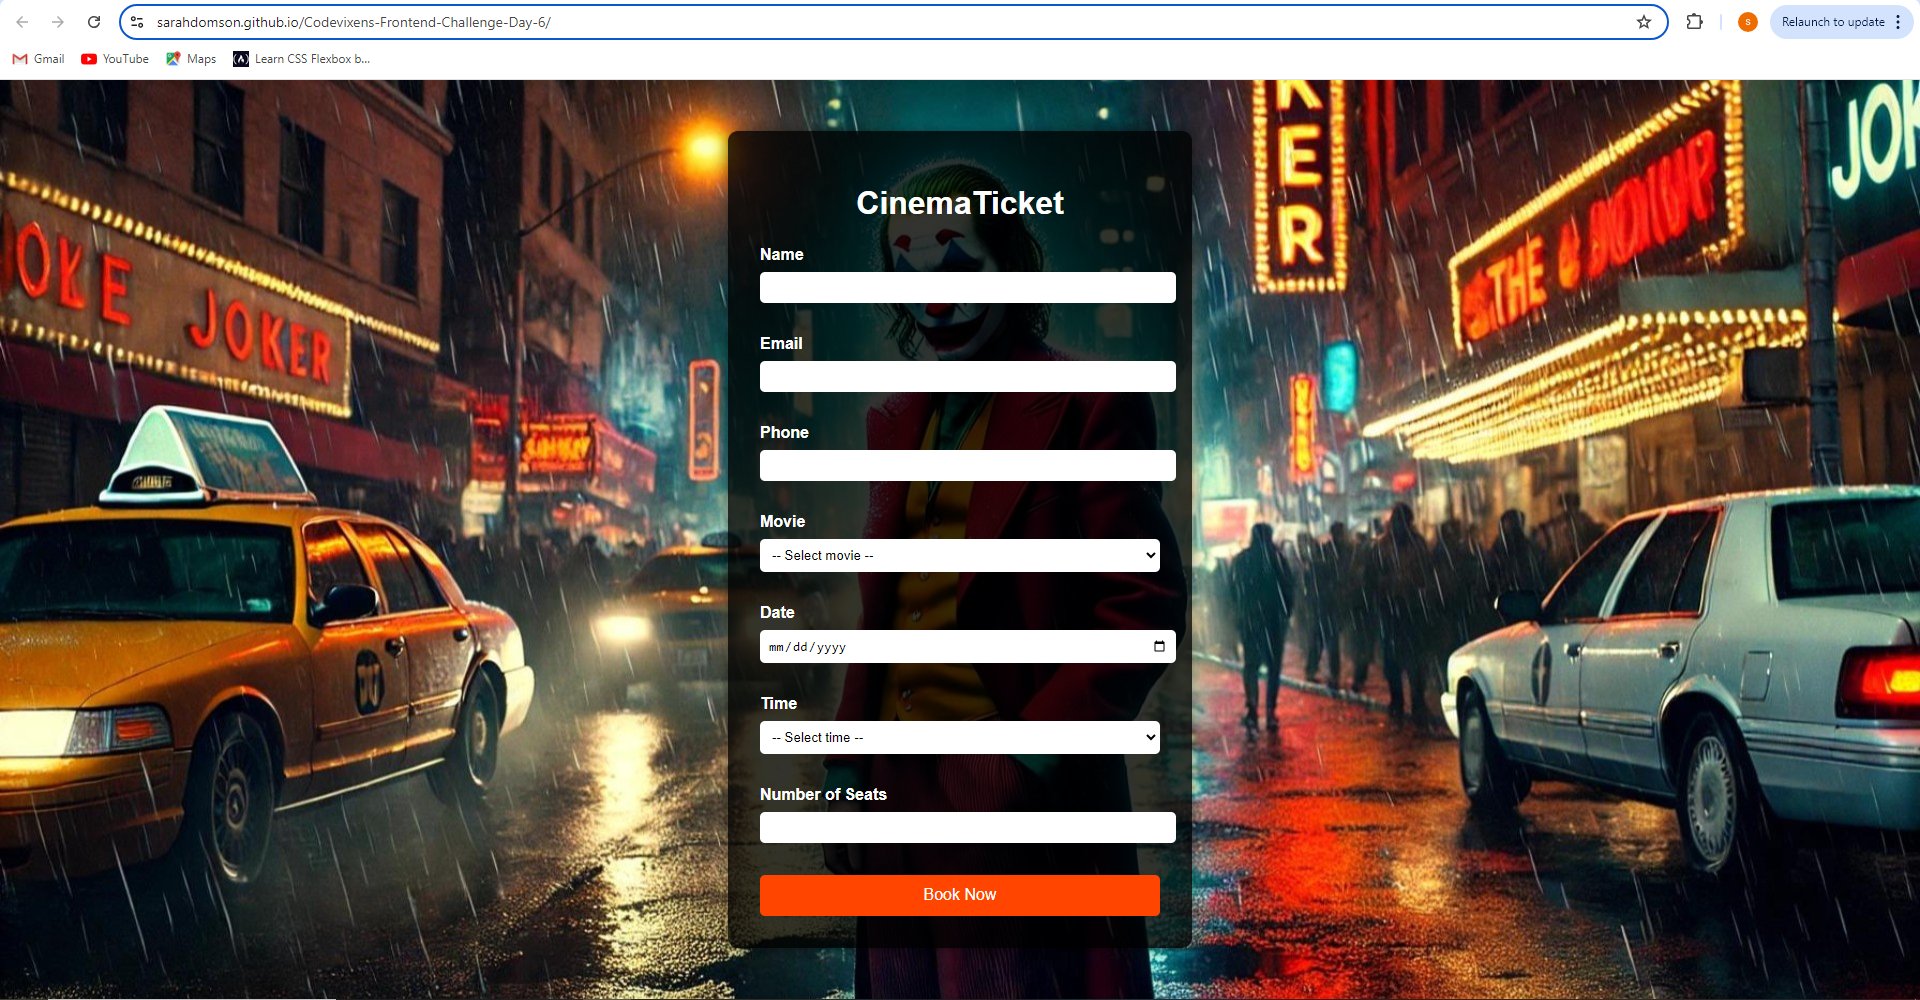 sarahdomson.github.io/Codevixens-Frontend-Challenge-Day-6/
S
Relaunch to update
Gmail
YouTube
Maps
(A)
Learn CSS Flexbox b...
KER
JOK
JOKE JOKER
THE
CinemaTicket
Name
Email
Phone
Movie
-- Select movie --
Date
mm/dd/yyyy
Time
-- Select time --
Number of Seats
Book Now